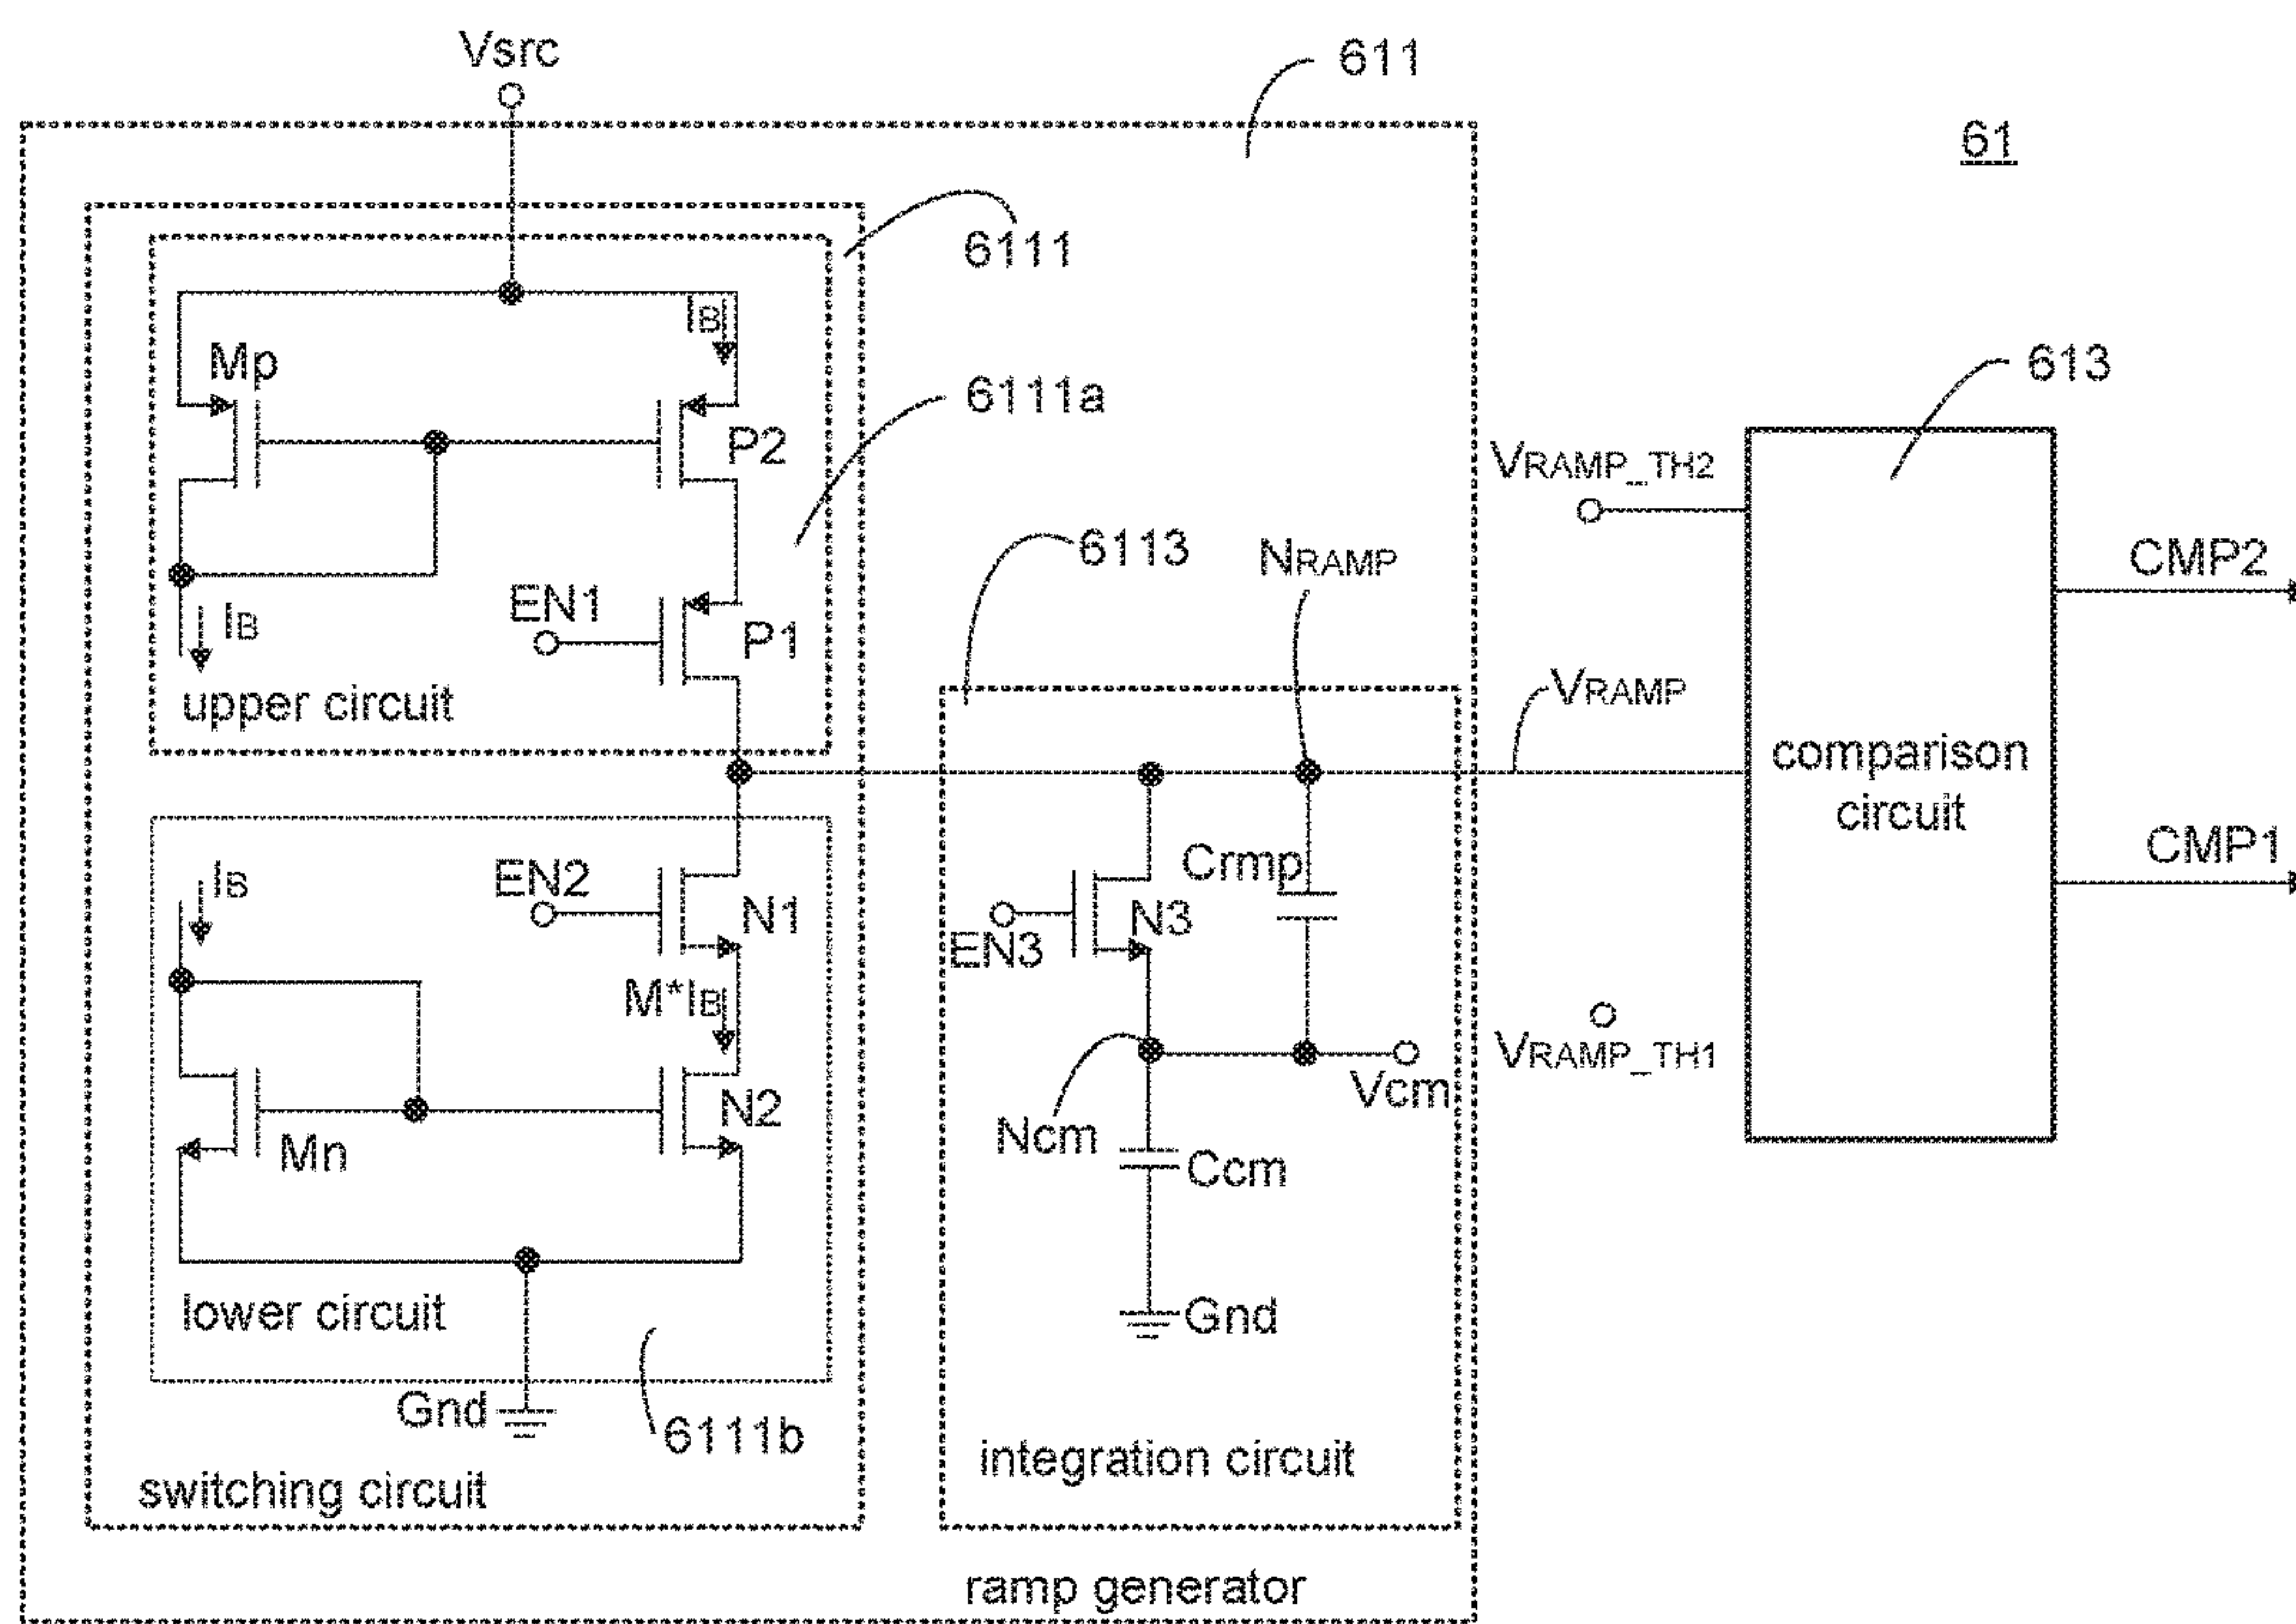 Vsrc
611
61
6111
IB
Mp
6111a
613
P2
VRAMP_TH2
6113
NRAMP
CMP2
EN1
IB
P1
upper circuit
VRAMP
comparison
circuit
IB
EN2
N1
Crmp
N3
EN3
CMP1
M*IB
VRAMP_TH1
Vcm
N2
Mn
Ncm
Ccm
lower circuit
Gnd
Gnd
6111b
integration circuit
switching circuit
ramp generator